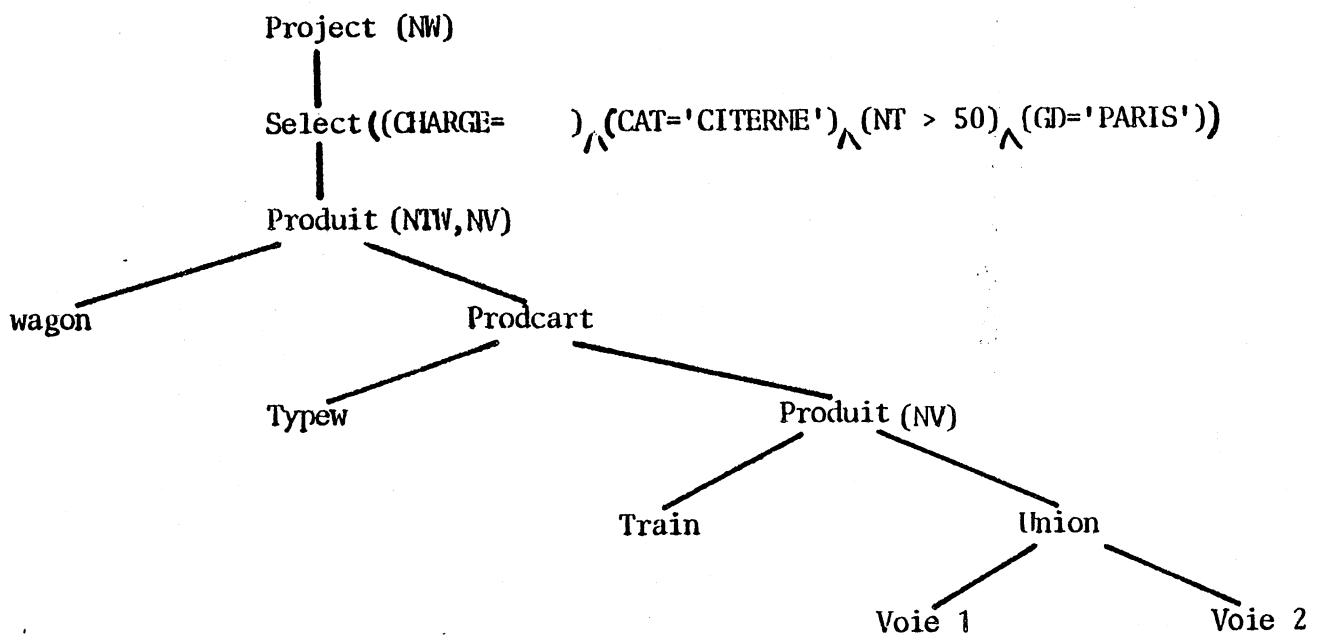 Project (NW)
Select((CHARGE= )∧(CAT='CITERNE')∧(NT > 50)∧(GD='PARIS'))
Produit (NTW,NV)
wagon
Prodcart
Typew
Produit (NV)
Train
Union
Voie 1
Voie 2